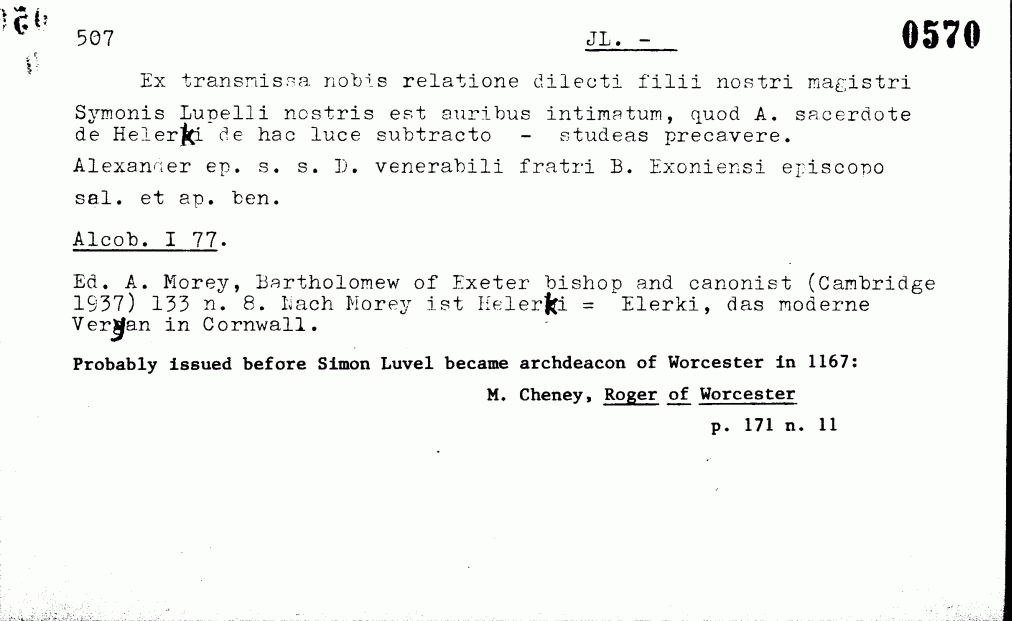 507 JL. - 0570
Ex transmissa nobis relatione dilecti filii nostri magistri
Symonis Lupelli nostris est auribus intimatum, quod A. sacerdote
de Helerki de hac luce subtracto - studeas precavere.
Alexander ep. s. s. D. venerabili fratri B. Exoniensi episcopo
sal. et ap. ben.
Alcob. I 77.
Ed. A. Morey, Bartholomew of Exeter bishop and canonist (Cambridge
1937) 133 n. 8. Nach Morey ist Helerki = Elerki, das moderne
Veryan in Cornwall.
Probably issued before Simon Luvel became archdeacon of Worcester in 1167:
M. Cheney, Roger of Worcester
p. 171 n. 11